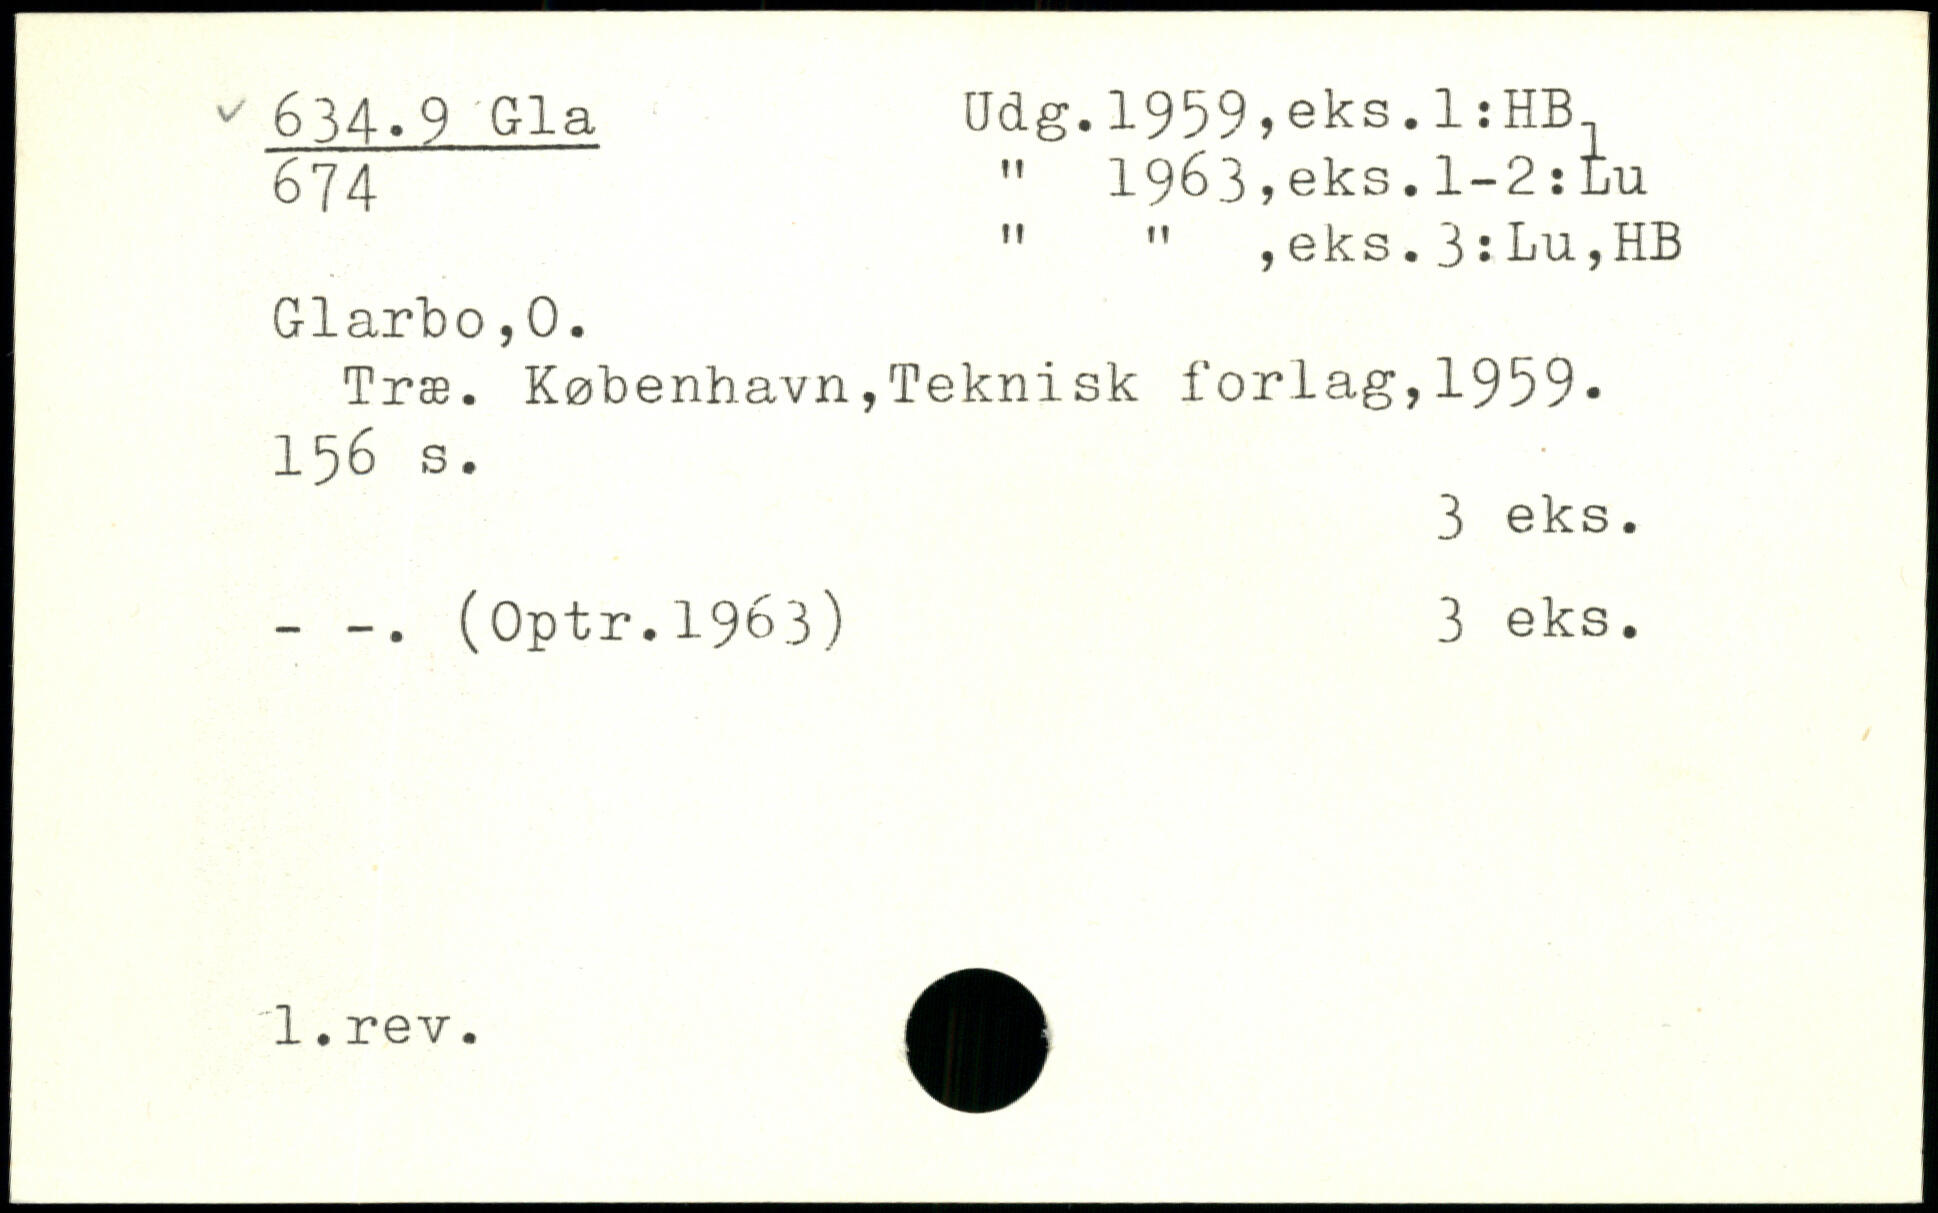 ✓ 634.9 Gla
674
Udg.1959,eks.1:HB1
" 1963,eks.1-2:Lu
" " ,eks.3:Lu,HB
Glarbo,O.
Træ. København,Teknisk forlag,1959.
156 s.
3 eks.
- -. (Optr.1963) 3 eks.
1.rev.